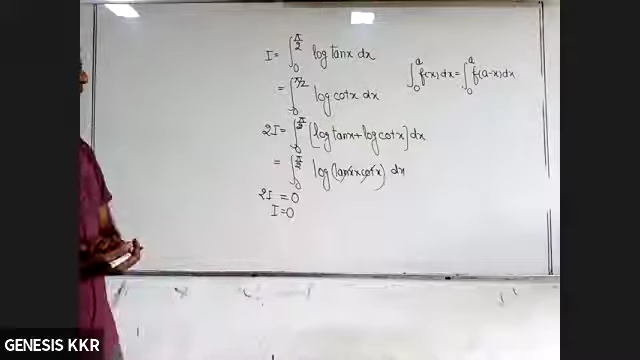 I = ∫₀^(π/2) log tanx dx
∫₀^a f(x) dx = ∫₀^a f(a-x) dx
= ∫₀^(π/2) log cotx dx
2I = ∫₀^(π/2) [log tanx + log cotx] dx
= ∫₀^(π/2) log (tanx x cotx) dx
2I = 0
I = 0
GENESIS KKR